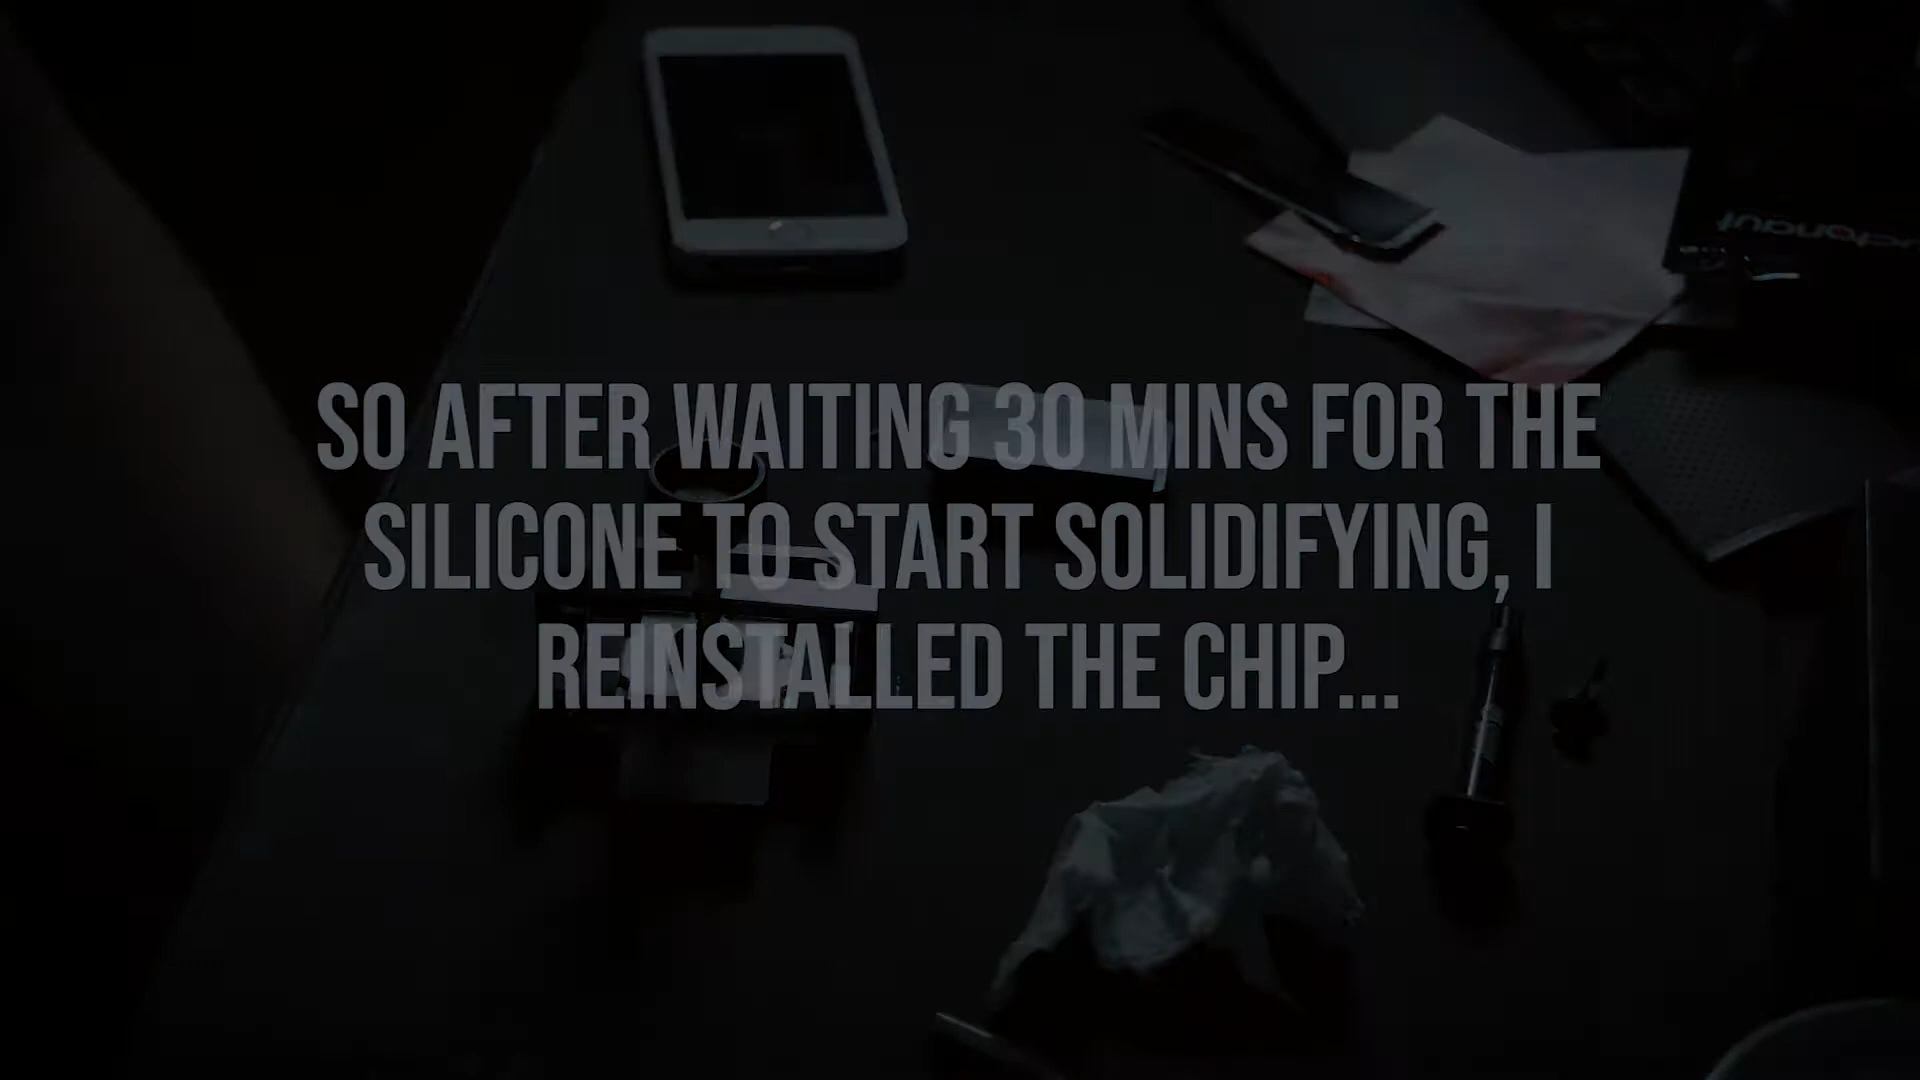 SO AFTER WAITING 30 MINS FOR THE
SILICONE TO START SOLIDIFYING, I
REINSTALLED THE CHIP...